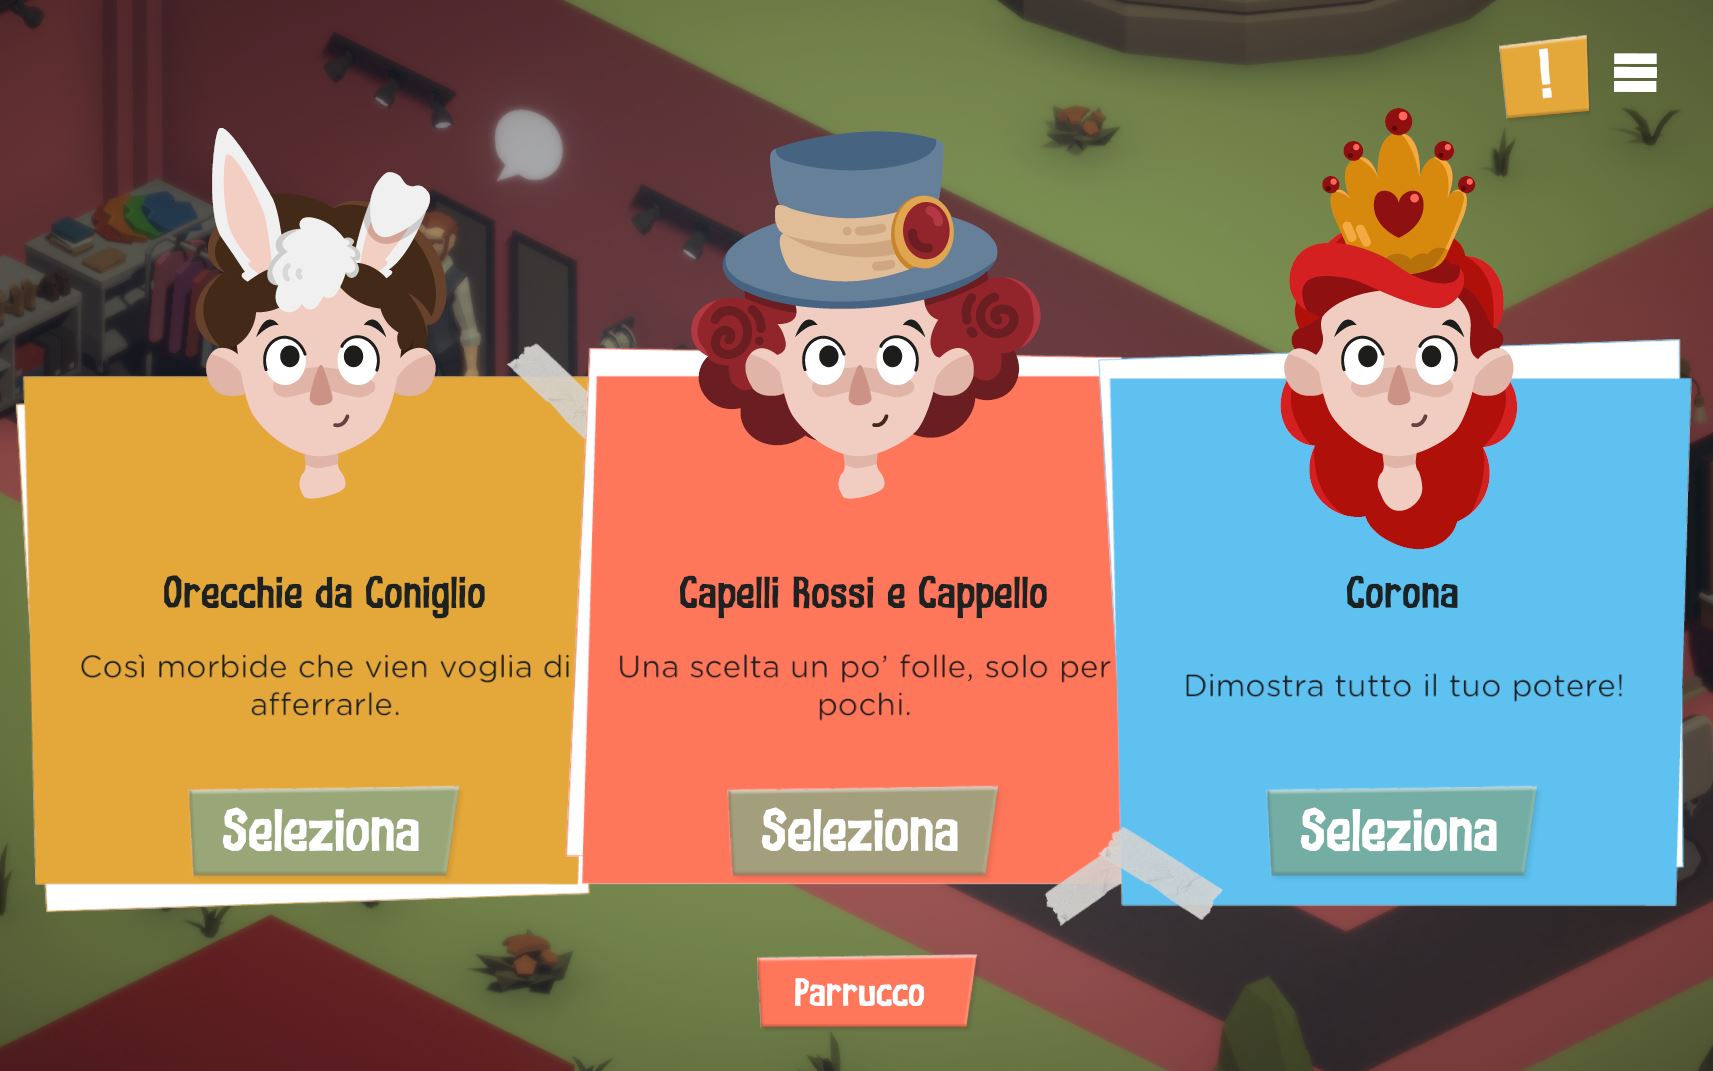 !
Orecchie da Coniglio
Così morbide che vien voglia di
afferrarle.
Seleziona
Capelli Rossi e Cappello
Una scelta un po’ folle, solo per
pochi.
Seleziona
Corona
Dimostra tutto il tuo potere!
Seleziona
Parrucco